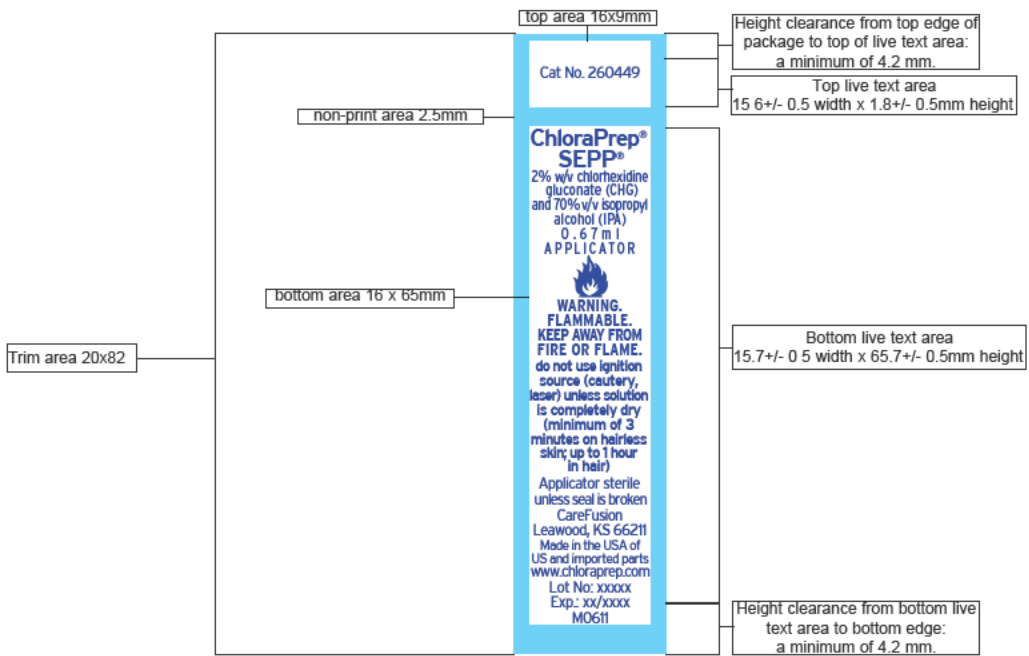 top area 16x9mm
Height clearance from top edge of
package to top of live text area:
a minimum of 4.2 mm.
Cat No. 260449
Top live text area
15 6+/- 0.5 width x 1.8+/- 0.5mm height
non-print area 2.5mm
ChloraPrep®
SEPP®
2% w/v chlorhexidine
gluconate (CHG)
and 70% v/v isopropyl
alcohol (IPA)
0.67ml
APPLICATOR
bottom area 16 x 65mm
WARNING.
FLAMMABLE.
KEEP AWAY FROM
FIRE OR FLAME.
Bottom live text area
15.7+/- 0 5 width x 65.7+/- 0.5mm height
Trim area 20x82
do not use ignition
source (cautery,
laser) unless solution
is completely dry
(minimum of 3
minutes on hairless
skin; up to 1 hour
in hair)
Applicator sterile
unless seal is broken
CareFusion
Leawood, KS 66211
Made in the USA of
US and imported parts
www.chloraprep.com
Lot No: xxxxx
Exp.: xx/xxxx
M0611
Height clearance from bottom live
text area to bottom edge:
a minimum of 4.2 mm.